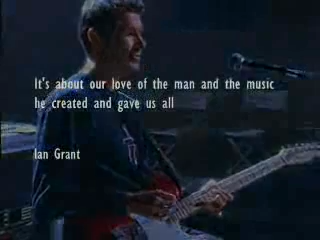 It's about our love of the man and the music
he created and gave us all
Ian Grant